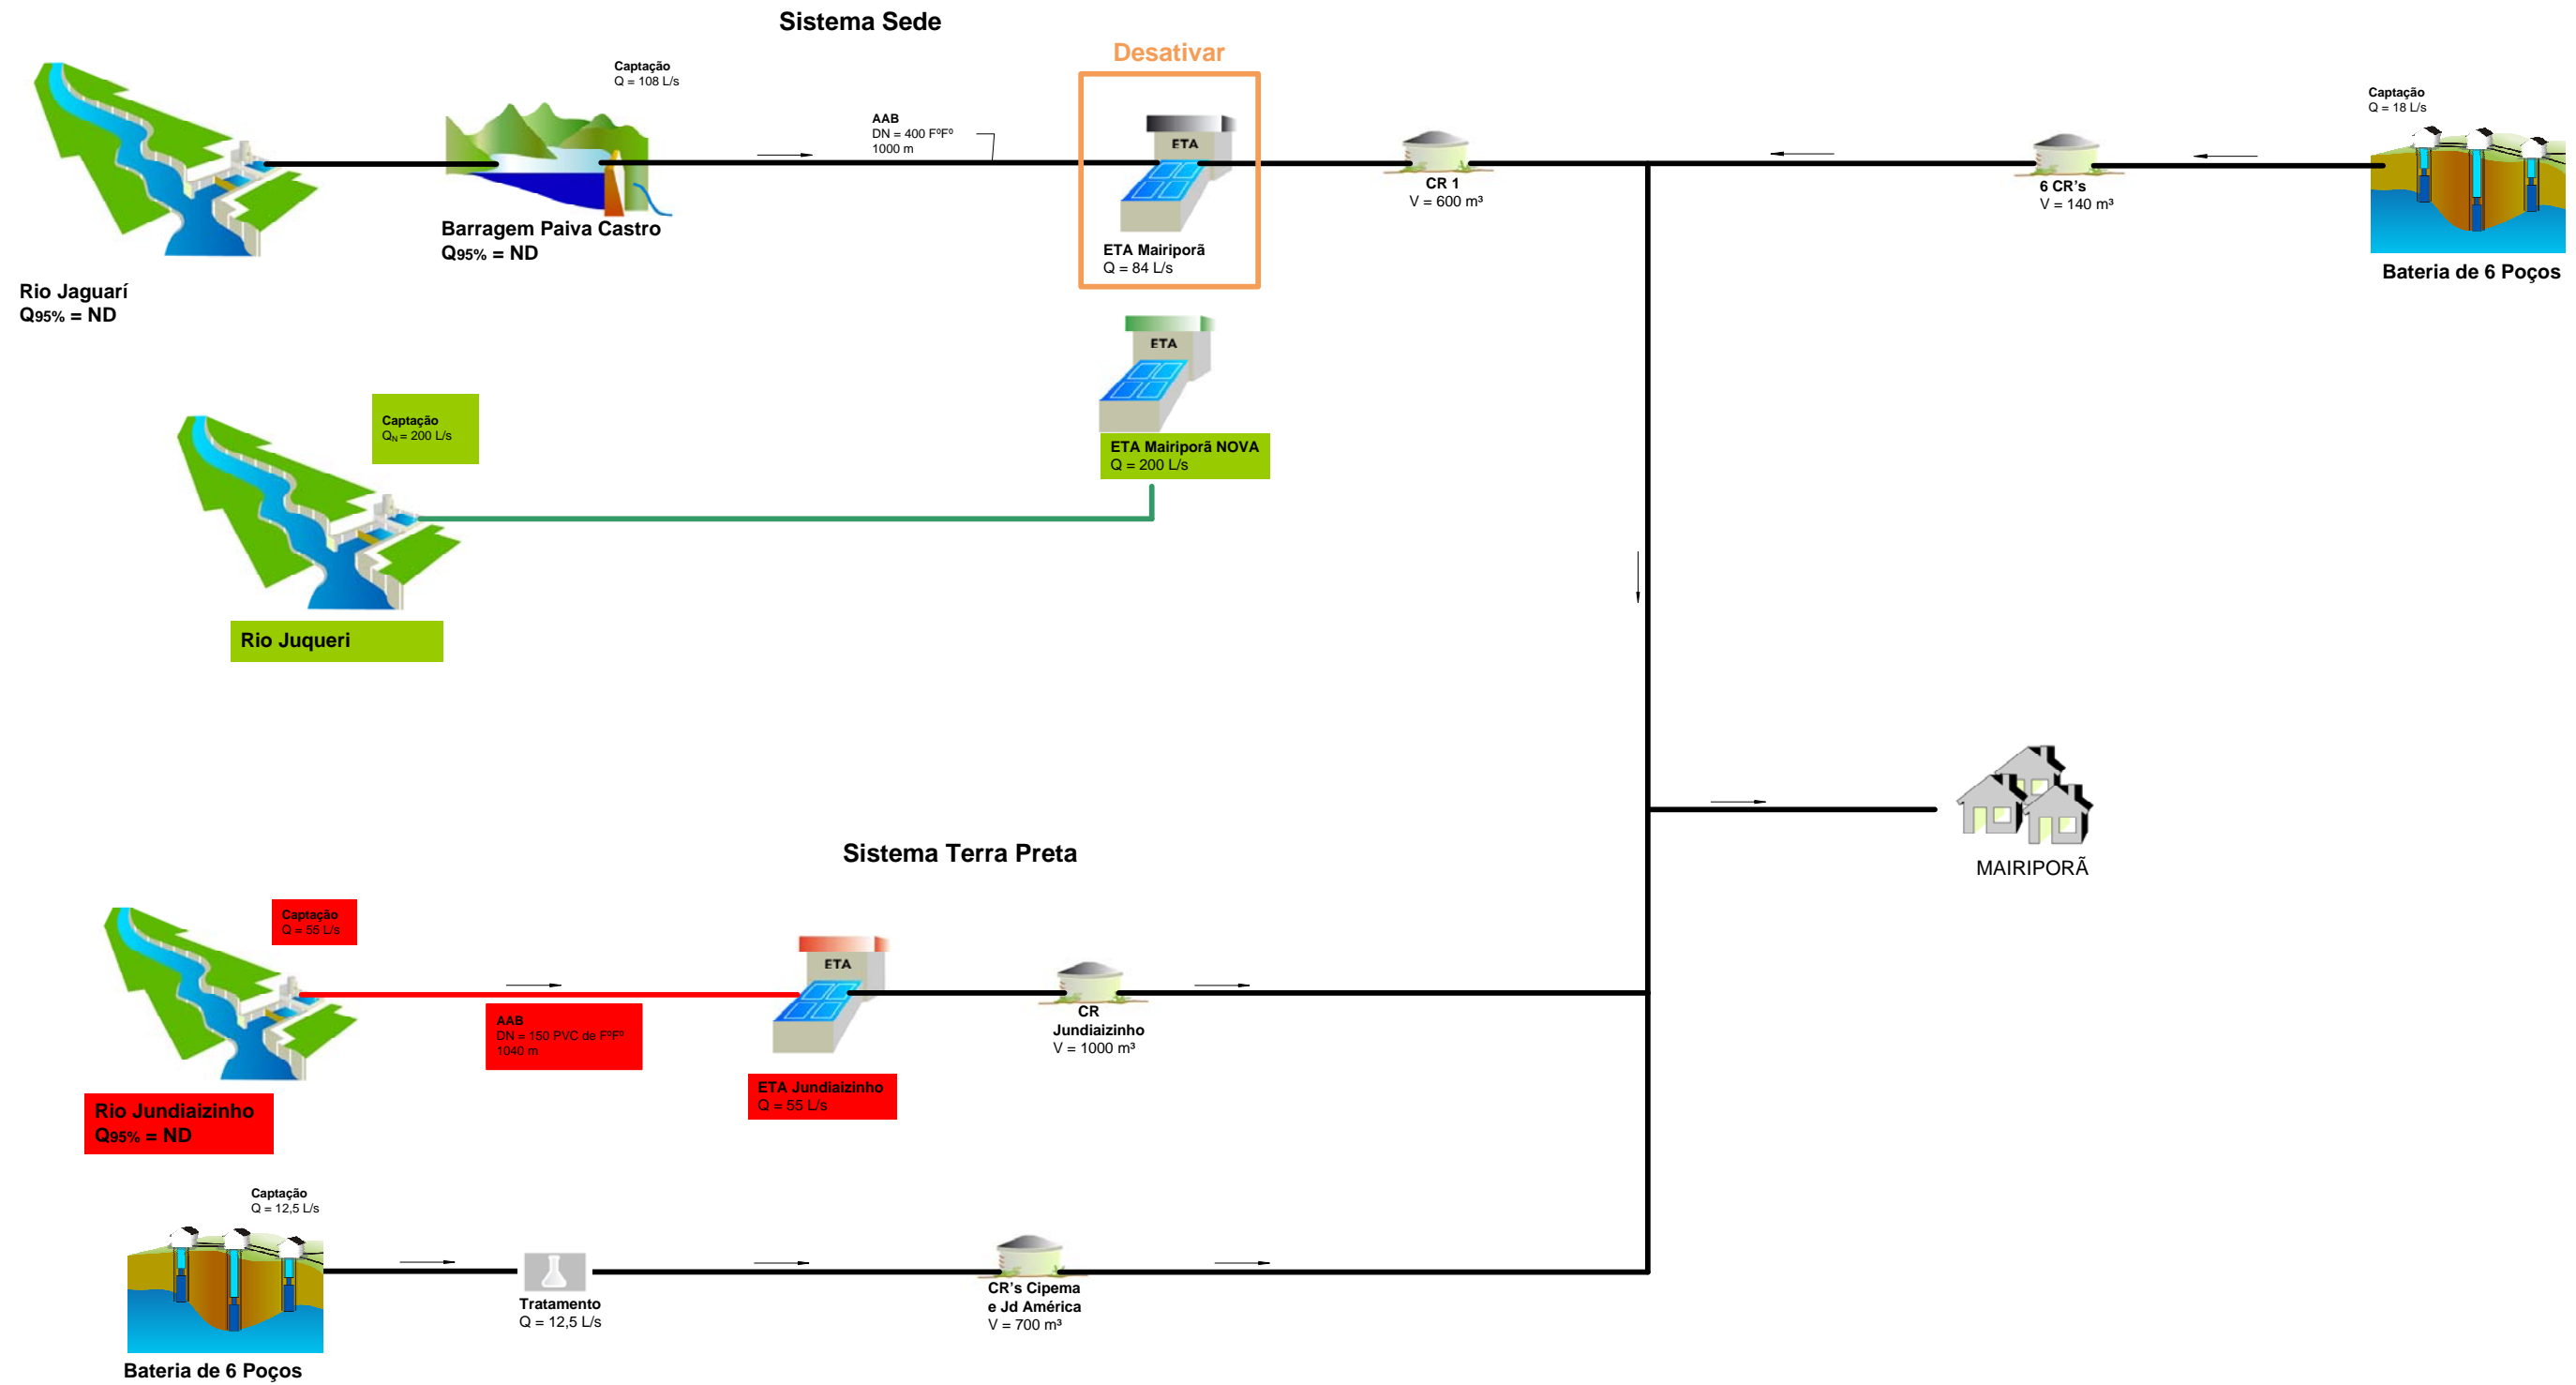 Sistema Sede
Desativar
Captação
Q = 108 L/s
Captação
Q = 18 L/s
AAB
DN = 400 FºFº
1000 m
ETA
CR 1
V = 600 m³
6 CR's
V = 140 m³
Barragem Paiva Castro
Q95% = ND
ETA Mairiporã
Q = 84 L/s
Bateria de 6 Poços
Rio Jaguarí
Q95% = ND
ETA
Captação
QN = 200 L/s
ETA Mairiporã NOVA
Q = 200 L/s
Rio Juqueri
MAIRIPORÃ
Sistema Terra Preta
Captação
Q = 55 L/s
ETA
AAB
DN = 150 PVC de FºFº
1040 m
CR
Jundiaizinho
V = 1000 m³
ETA Jundiaizinho
Q = 55 L/s
Rio Jundiaizinho
Q95% = ND
Captação
Q = 12,5 L/s
Tratamento
Q = 12,5 L/s
CR's Cipema
e Jd América
V = 700 m³
Bateria de 6 Poços